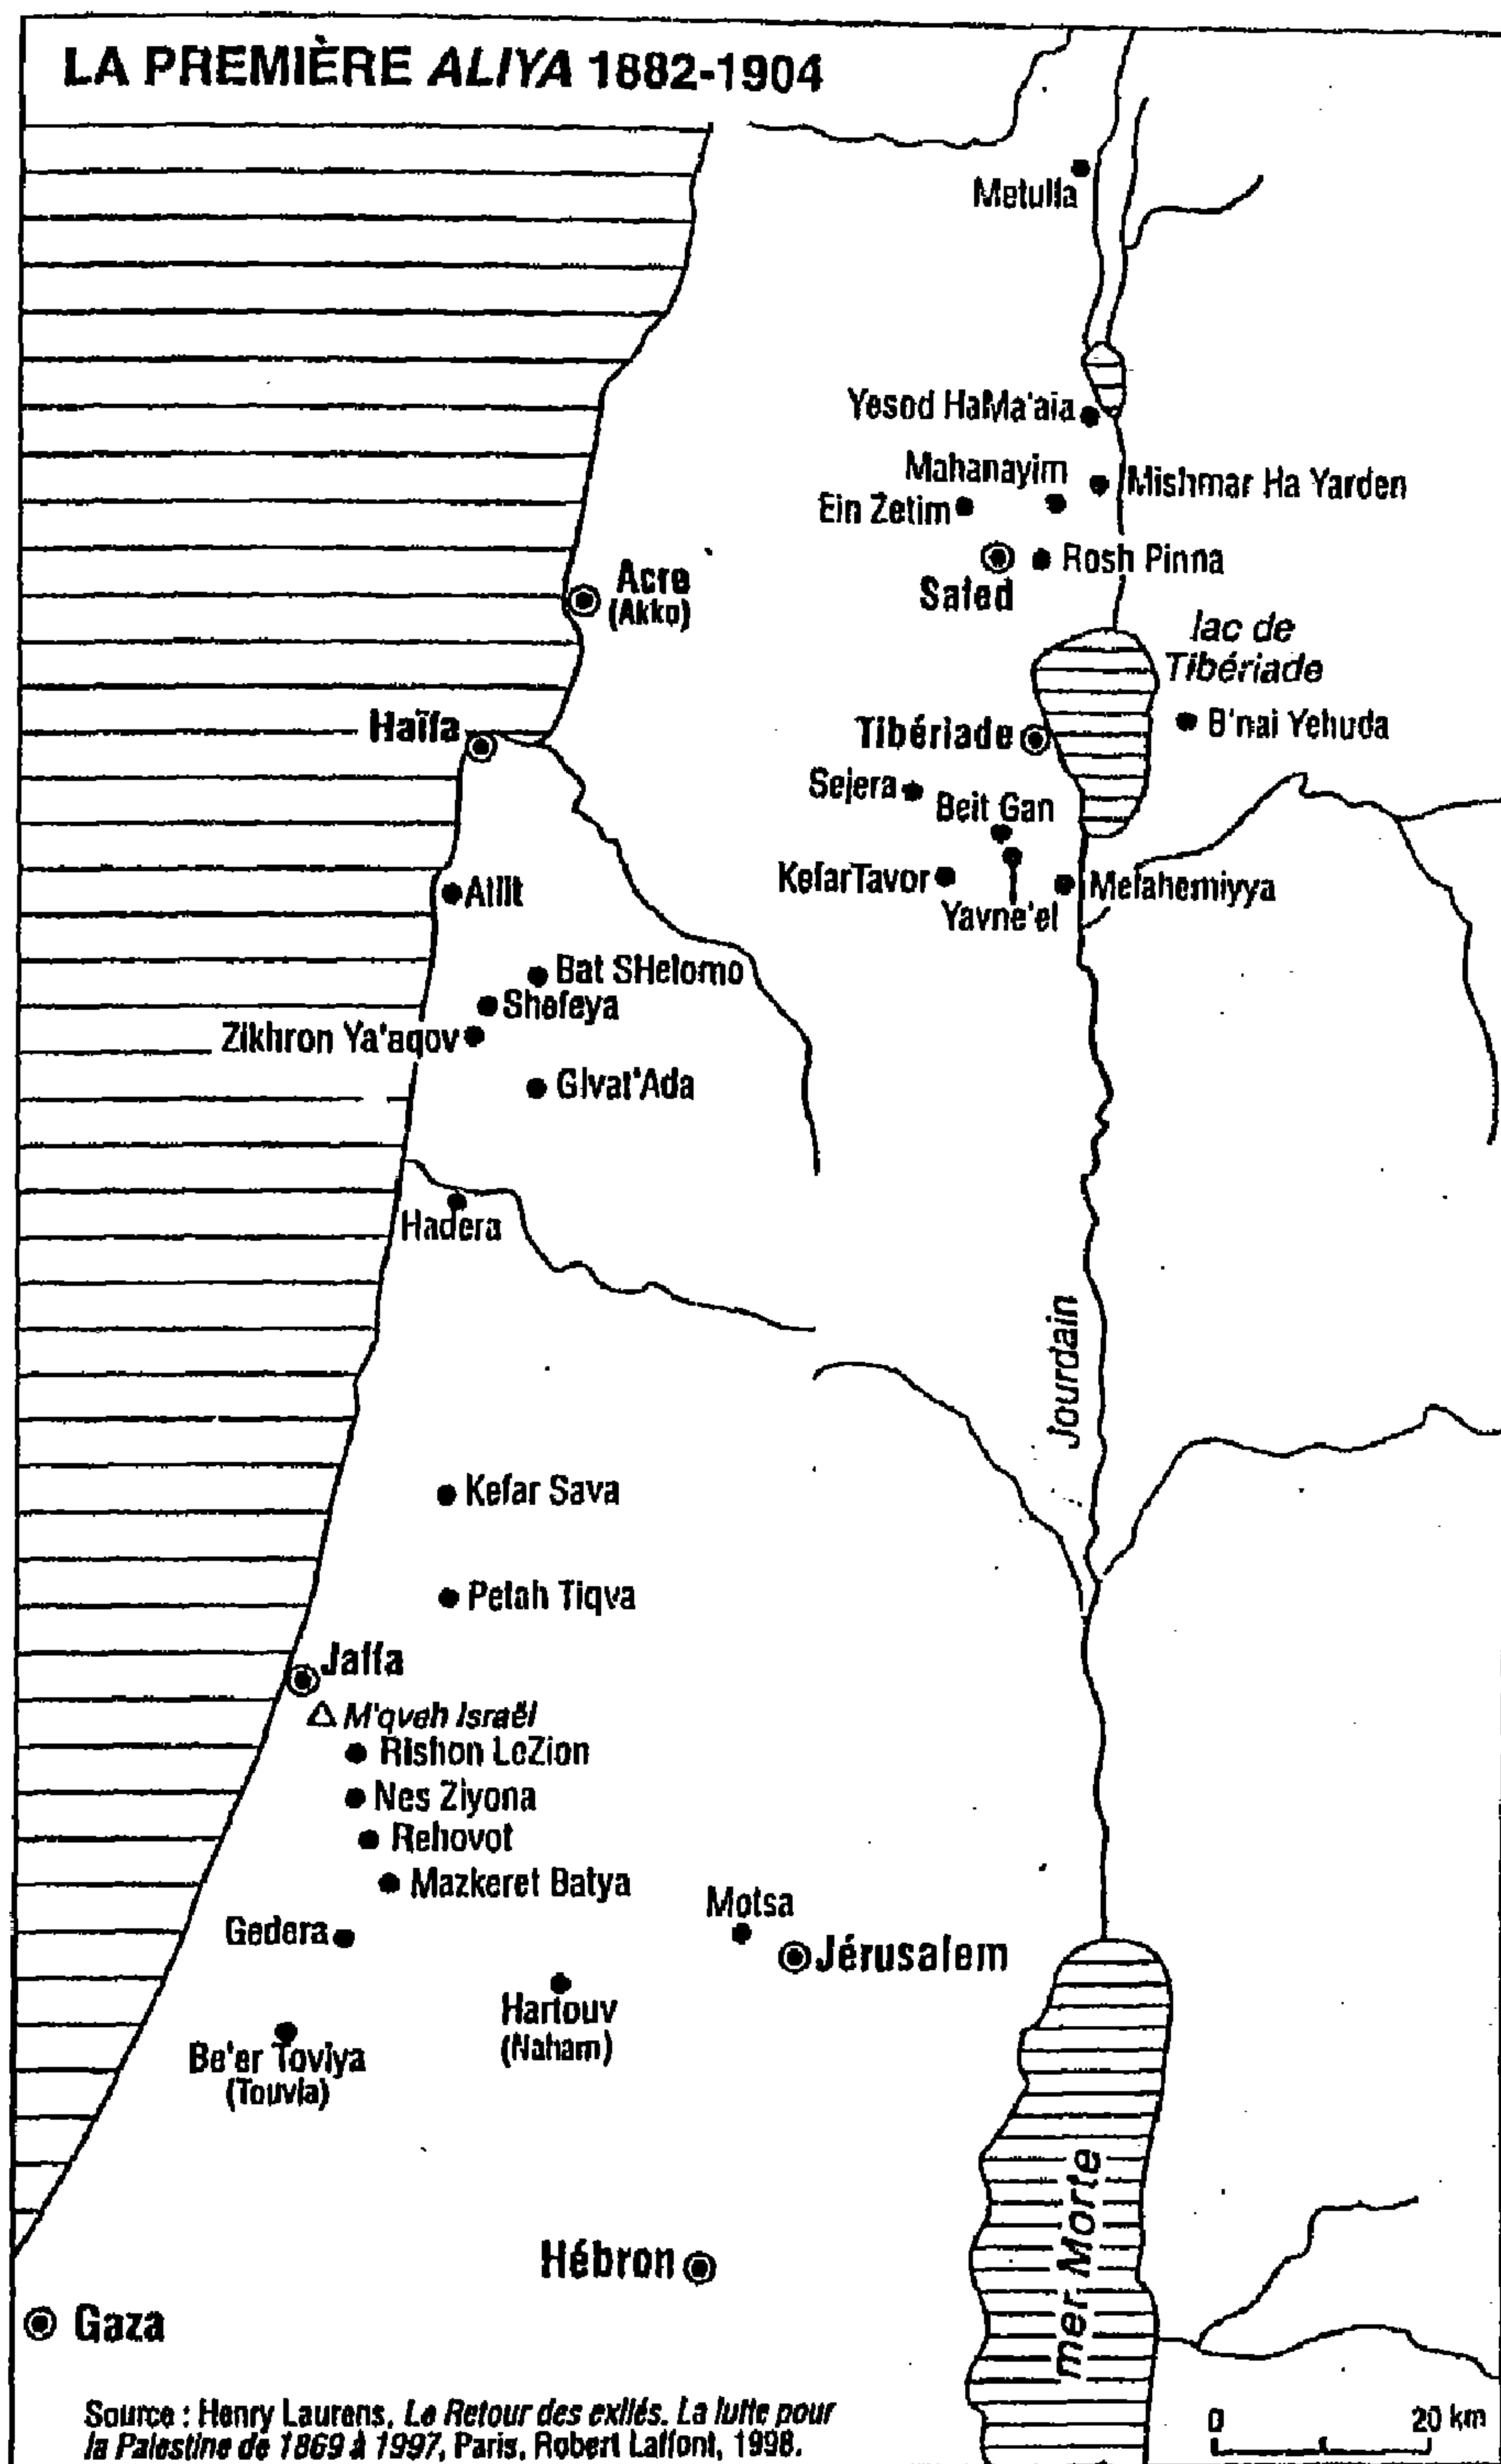 LA PREMIÈRE ALIYA 1882-1904
Metulla
Yesod HaMa'aia
Mahanayim
Mishmar Ha Yarden
Ein Zetim
Safed
Rosh Pinna
Acre
(Akko)
lac de
Tibériade
Haïfa
Tibériade
B'nai Yehuda
Sejera
Beit Gan
KefarTavor
Yavne'el
Melahemiyya
Atlit
Bat SHelomo
Shefeya
Zikhron Ya'aqov
Givat'Ada
Hadera
Jourdain
Kefar Sava
Petah Tiqva
Jaffa
M'qveh Israël
Rishon LeZion
Nes Ziyona
Rehovot
Mazkeret Batya
Motsa
Gedera
Jérusalem
Hartouv
(Naham)
Be'er Toviya
(Touvia)
mer Morte
Hébron
Gaza
Source : Henry Laurens, Le Retour des exilés. La lutte pour
la Palestine de 1869 à 1997, Paris, Robert Laffont, 1998.
0 20 km